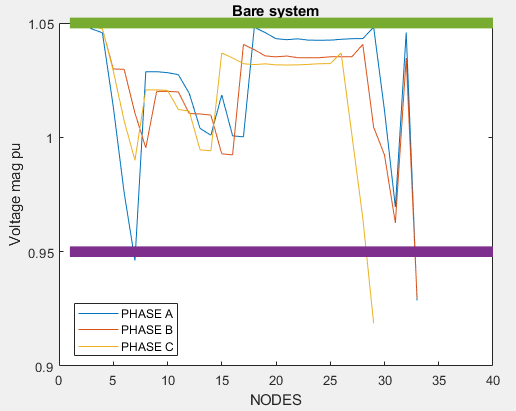 Bare system
Voltage mag pu
1.05
1
0.95
0.9
PHASE A
PHASE B
PHASE C
0 5 10 15 20 25 30 35 40
NODES